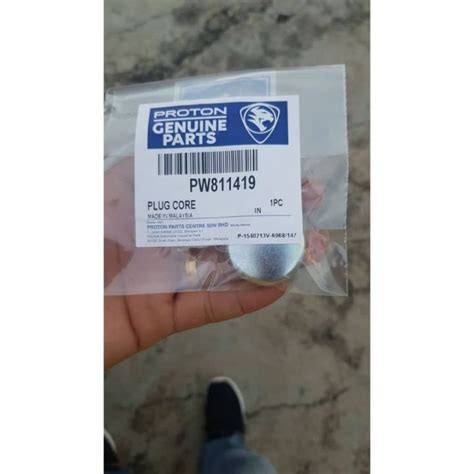 PROTON
GENUINE
PARTS
PW811419
PLUG CORE
1PC
MADE IN MALAYSIA
IN
PROTON PARTS CENTRE SDN BHD